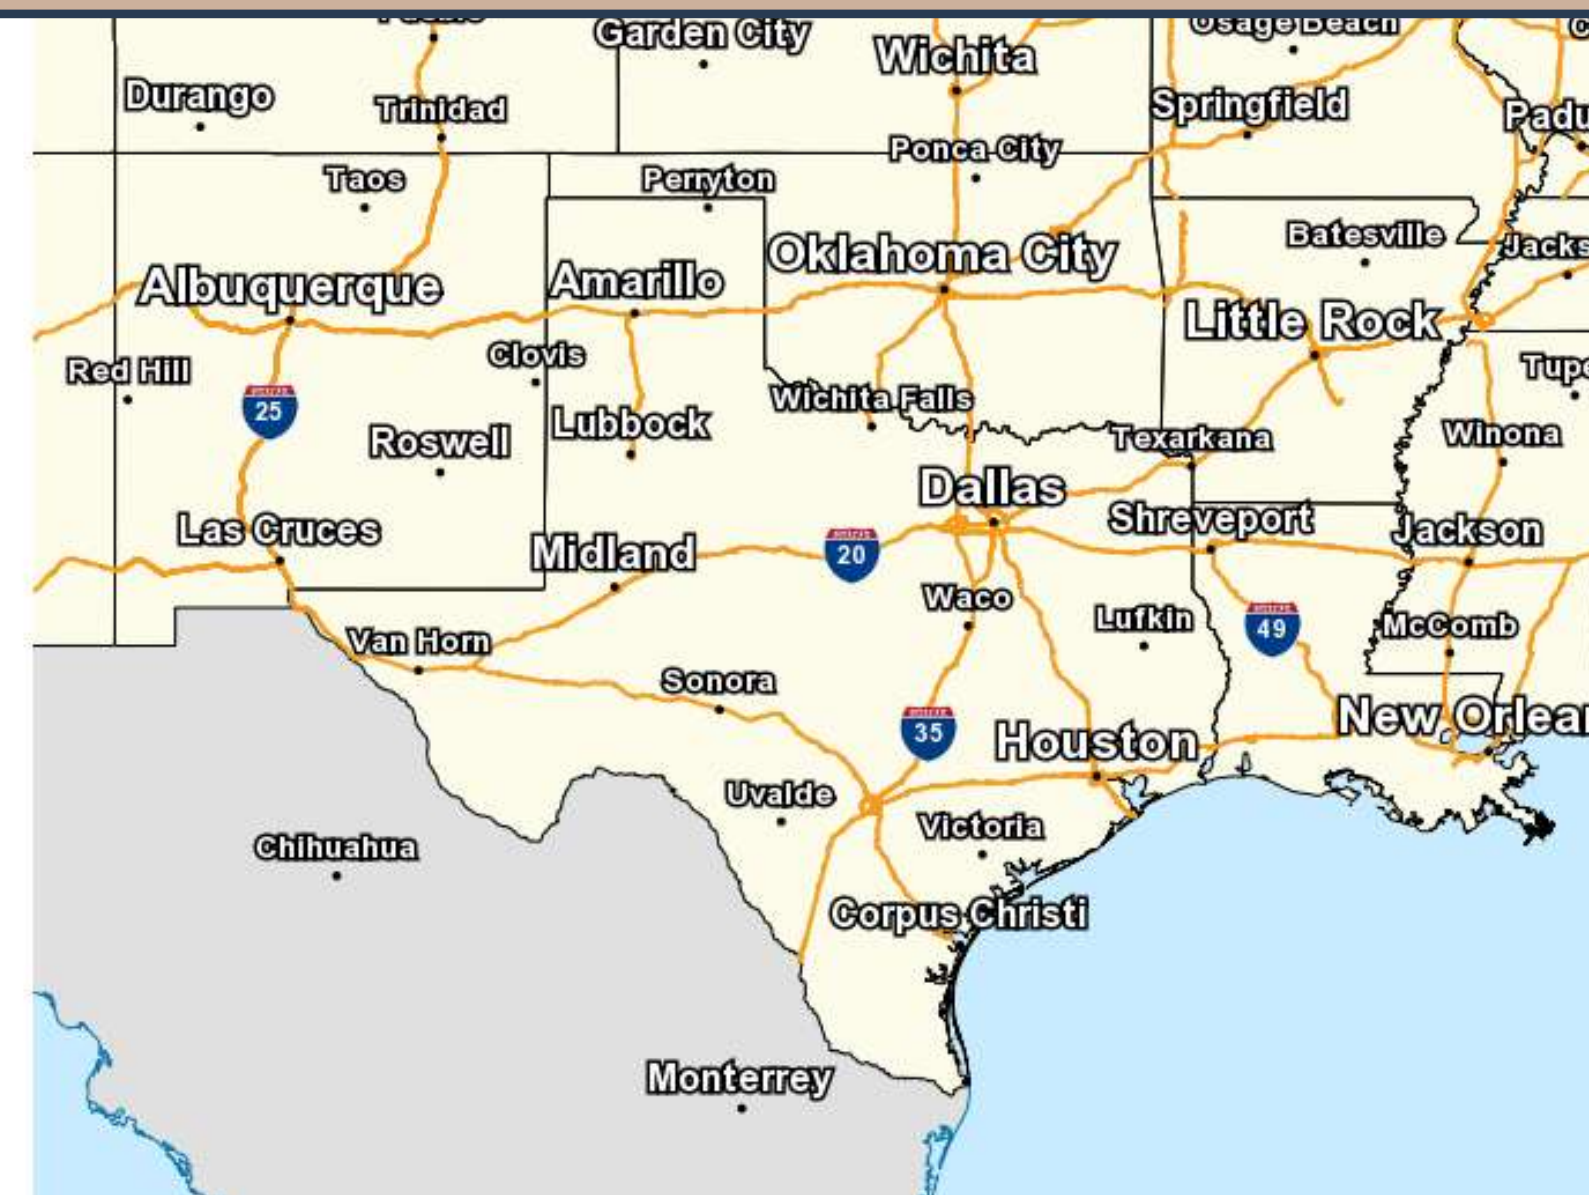 Garden City
Osage Beach
Wichita
Durango
Trinidad
Springfield
Ponca City
Taos
Perryton
Batesville
Oklahoma City
Albuquerque
Amarillo
Little Rock
Clovis
Red Hill
Wichita Falls
25
Lubbock
Roswell
Texarkana
Winona
Dallas
Las Cruces
Shreveport
Jackson
Midland
20
Waco
Lufkin
49
McComb
Van Horn
Sonora
New Orlea
35
Houston
Uvalde
Victoria
Chihuahua
Corpus Christi
Monterrey